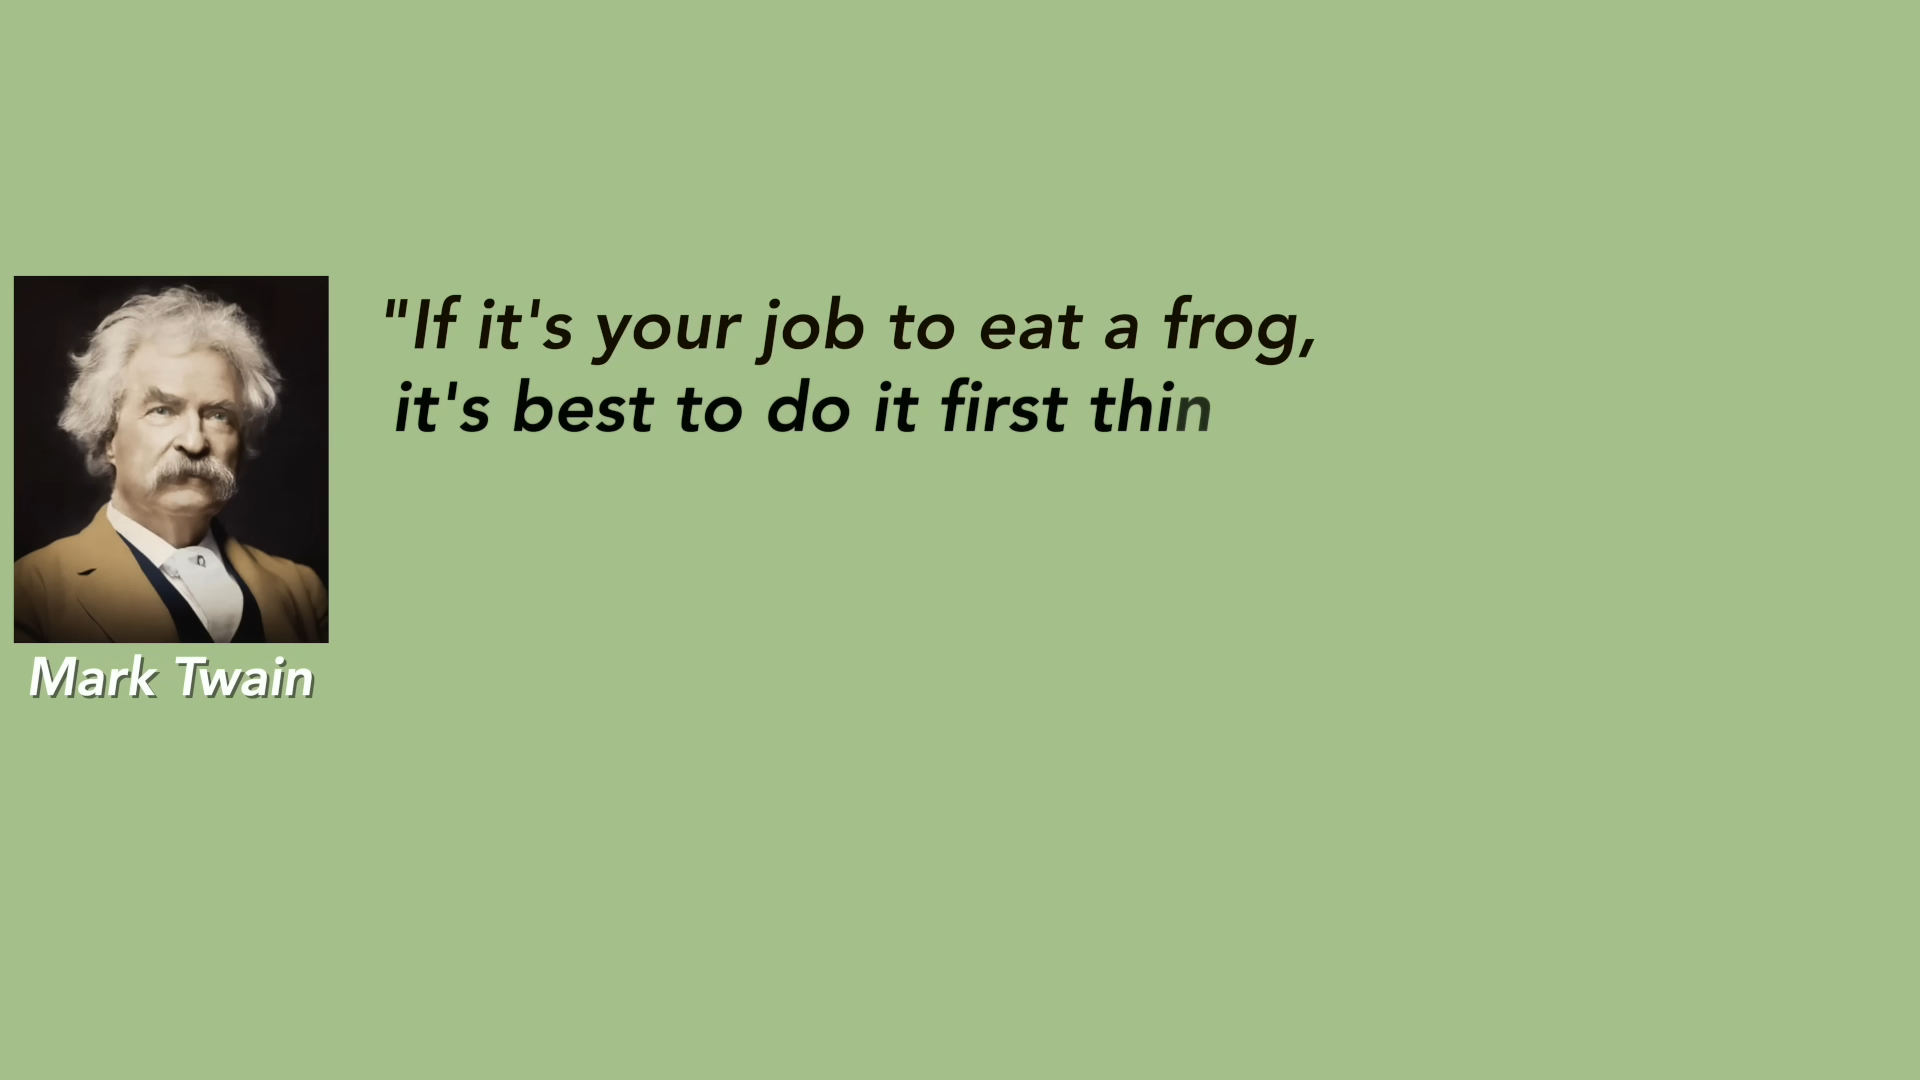 "If it's your job to eat a frog,
it's best to do it first thin
Mark Twain